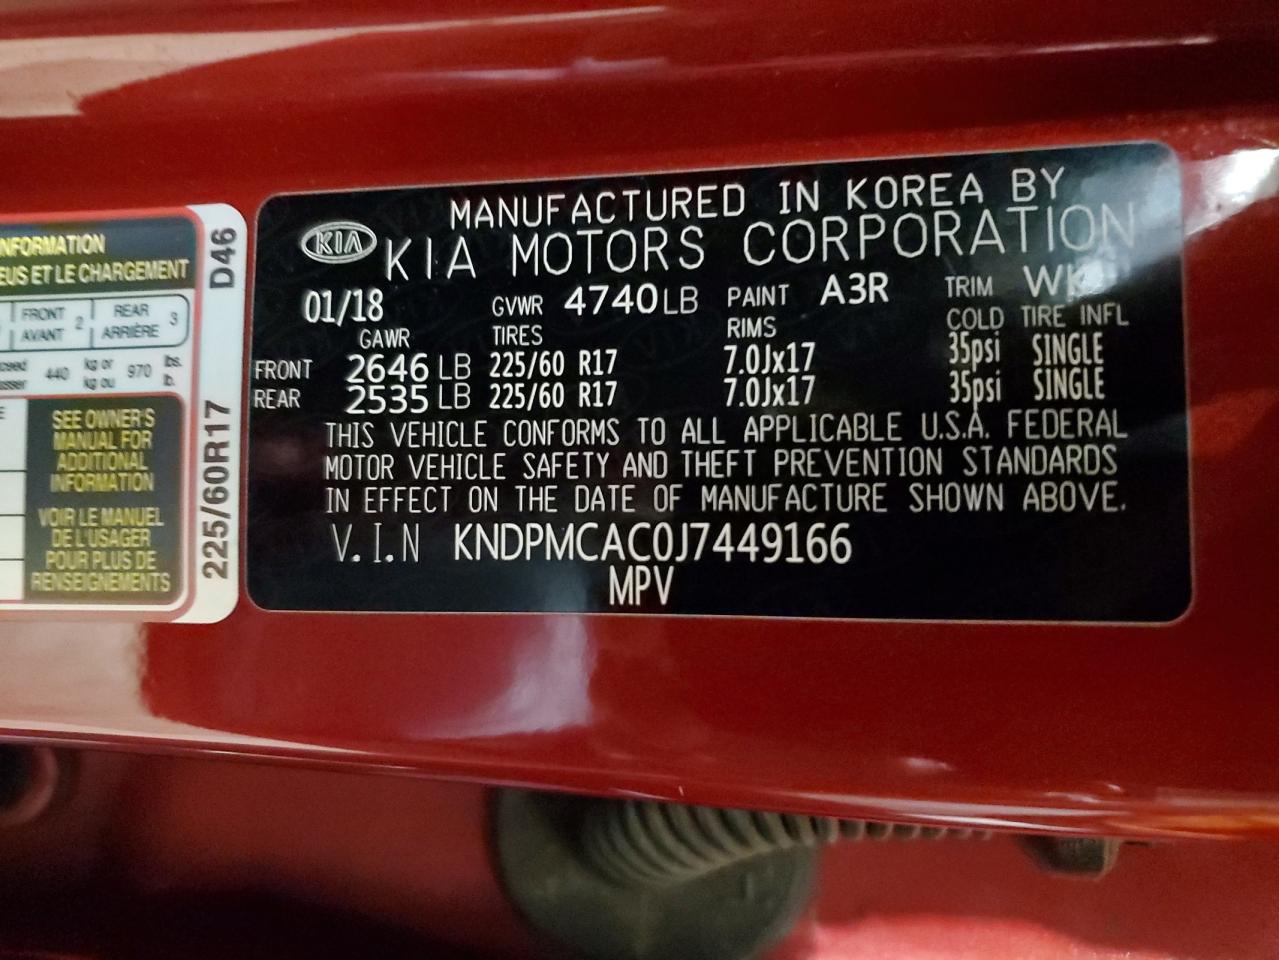 NFORMATION
EUS ET LE CHARGEMENT
FRONT AVANT 2 REAR ARRIÈRE 3
440 kg or kg ou 970 lbs. lb.
SEE OWNER'S
MANUAL FOR
ADDITIONAL
INFORMATION
VOIR LE MANUEL
DE L'USAGER
POUR PLUS DE
RENSEIGNEMENTS
225/60R17 D46
MANUFACTURED IN KOREA BY
KIA KIA MOTORS CORPORATION
01/18 GVWR 4740LB PAINT A3R TRIM
GAWR TIRES RIMS COLD TIRE INFL
FRONT 2646 LB 225/60 R17 7.0Jx17 35psi SINGLE
REAR 2535 LB 225/60 R17 7.0Jx17 35psi SINGLE
THIS VEHICLE CONFORMS TO ALL APPLICABLE U.S.A. FEDERAL
MOTOR VEHICLE SAFETY AND THEFT PREVENTION STANDARDS
IN EFFECT ON THE DATE OF MANUFACTURE SHOWN ABOVE.
V.I.N KNDPMCAC0J7449166
MPV